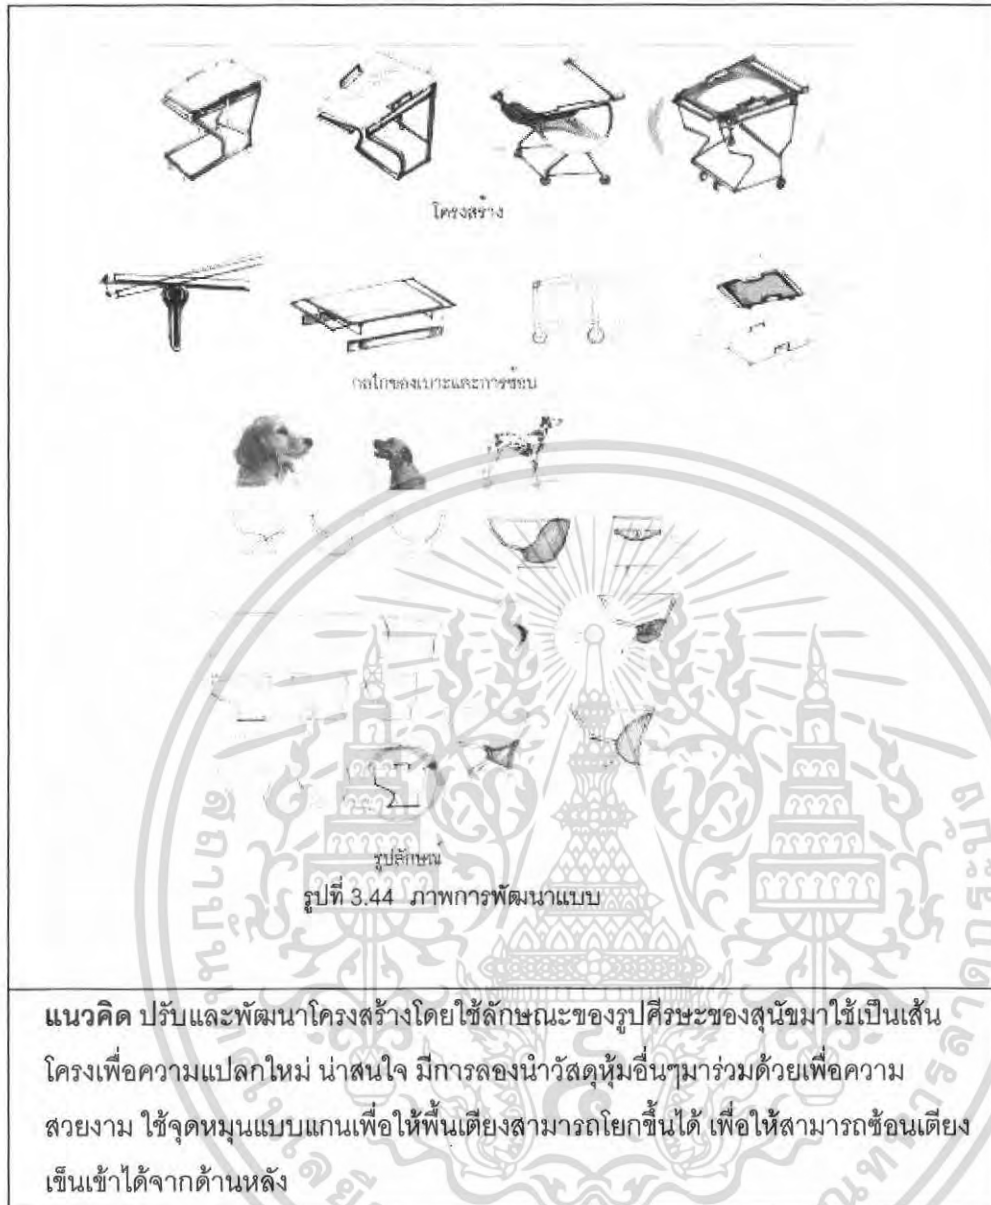 โครงสร้าง
กลไกของเบาะและการซ้อน
รูปลักษณ์
รูปที่ 3.44 ภาพการพัฒนาแบบ
แนวคิด ปรับและพัฒนาโครงสร้างโดยใช้ลักษณะของรูปศีรษะของสุนัขมาใช้เป็นเส้น
โครงเพื่อความแปลกใหม่ น่าสนใจ มีการลองนำวัสดุหุ้มอื่นๆมาร่วมด้วยเพื่อความ
สวยงาม ใช้จุดหมุนแบบแกนเพื่อให้พื้นเตียงสามารถโยกขึ้นได้ เพื่อให้สามารถซ้อนเตียง
เข็นเข้าได้จากด้านหลัง